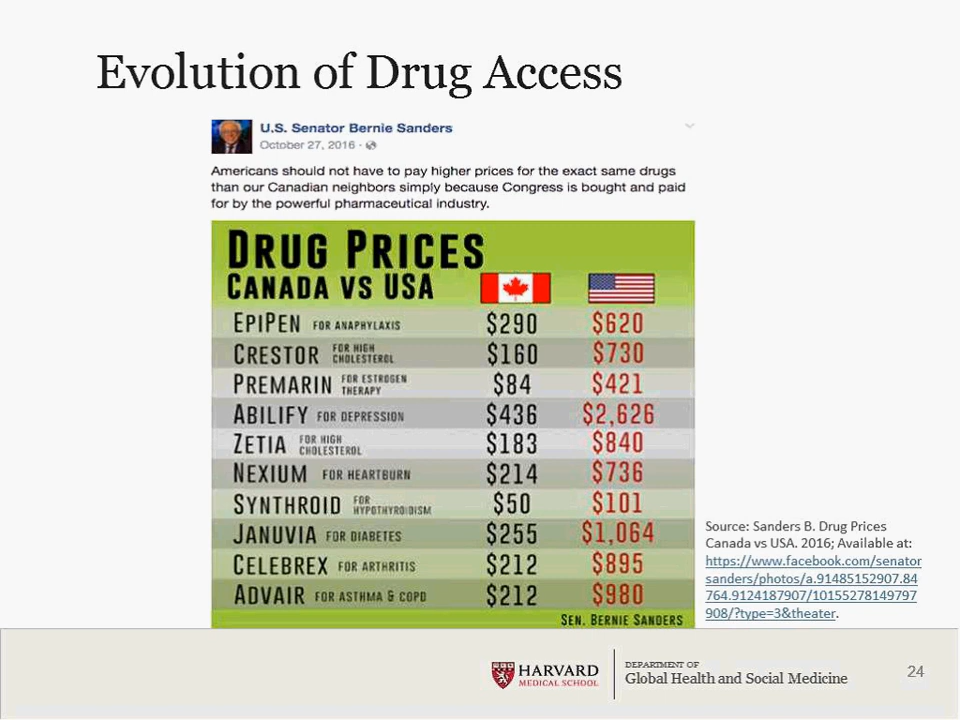 Evolution of Drug Access
U.S. Senator Bernie Sanders
October 27, 2016 ·
Americans should not have to pay higher prices for the exact same drugs
than our Canadian neighbors simply because Congress is bought and paid
for by the powerful pharmaceutical industry.
DRUG PRICES
CANADA VS USA
EPIPEN FOR ANAPHYLAXIS $290 $620
CRESTOR FOR HIGH CHOLESTEROL $160 $730
PREMARIN FOR ESTROGEN THERAPY $84 $421
ABILIFY FOR DEPRESSION $436 $2,626
ZETIA FOR HIGH CHOLESTEROL $183 $840
NEXIUM FOR HEARTBURN $214 $736
SYNTHROID FOR HYPOTHYROIDISM $50 $101
JANUVIA FOR DIABETES $255 $1,064
CELEBREX FOR ARTHRITIS $212 $895
ADVAIR FOR ASTHMA & COPD $212 $980
SEN. BERNIE SANDERS
Source: Sanders B. Drug Prices
Canada vs USA. 2016; Available at:
https://www.facebook.com/senator
sanders/photos/a.91485152907.84
764.9124187907/10155278149797
908/?type=3&theater.
HARVARD
MEDICAL SCHOOL
DEPARTMENT OF
Global Health and Social Medicine
24